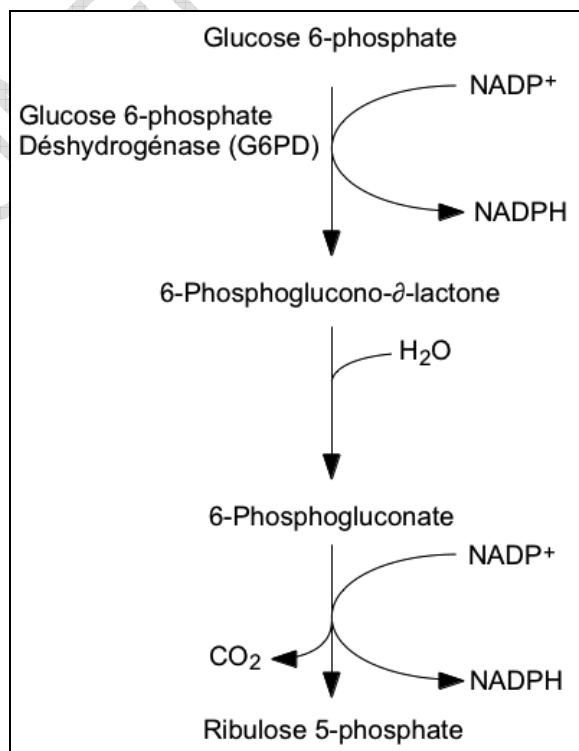 Glucose 6-phosphate
NADP⁺
Glucose 6-phosphate
Déshydrogénase (G6PD)
NADPH
6-Phosphoglucono-∂-lactone
H₂O
6-Phosphogluconate
NADP⁺
CO₂
NADPH
Ribulose 5-phosphate